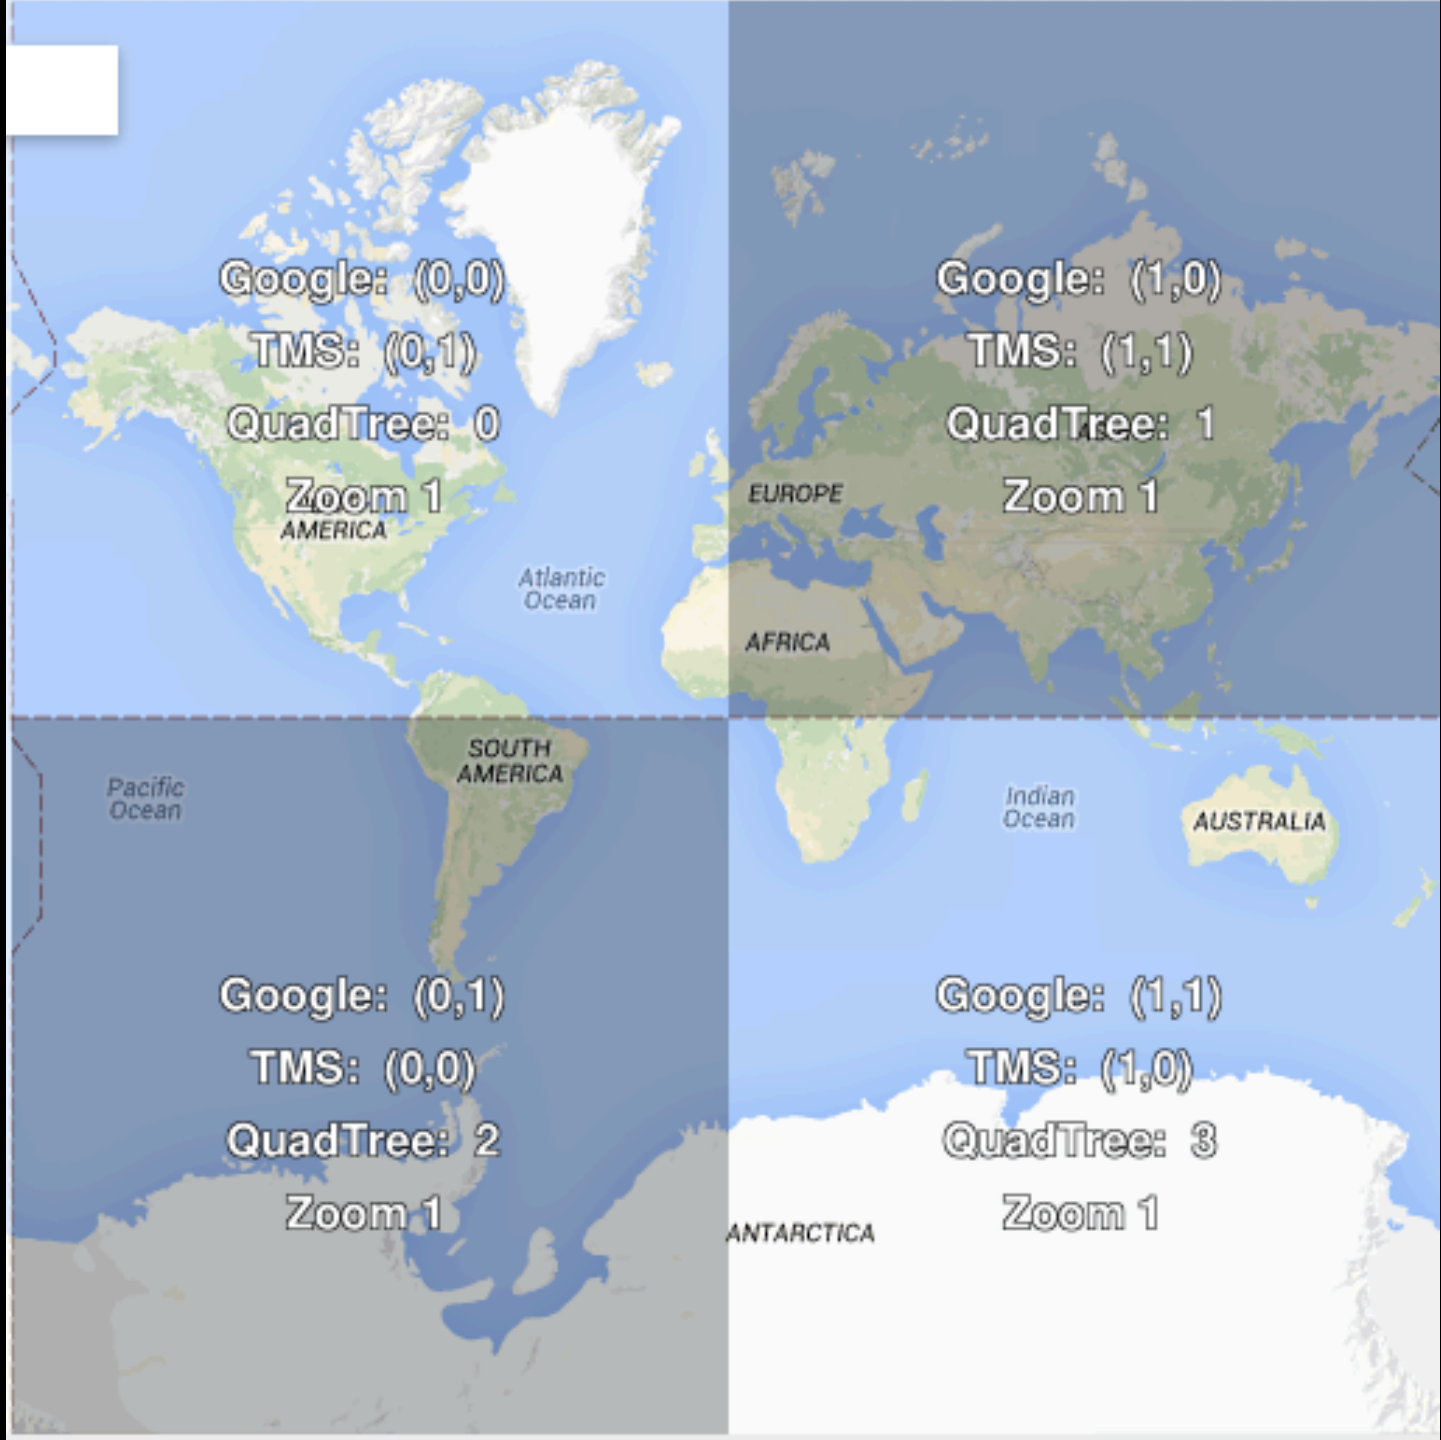 Google: (0,0)
TMS: (0,1)
QuadTree: 0
Zoom 1
AMERICA
Atlantic
Ocean
Google: (1,0)
TMS: (1,1)
QuadTree: 1
Zoom 1
EUROPE
AFRICA
Pacific
Ocean
SOUTH
AMERICA
Google: (0,1)
TMS: (0,0)
QuadTree: 2
Zoom 1
Indian
Ocean
AUSTRALIA
Google: (1,1)
TMS: (1,0)
QuadTree: 3
Zoom 1
ANTARCTICA